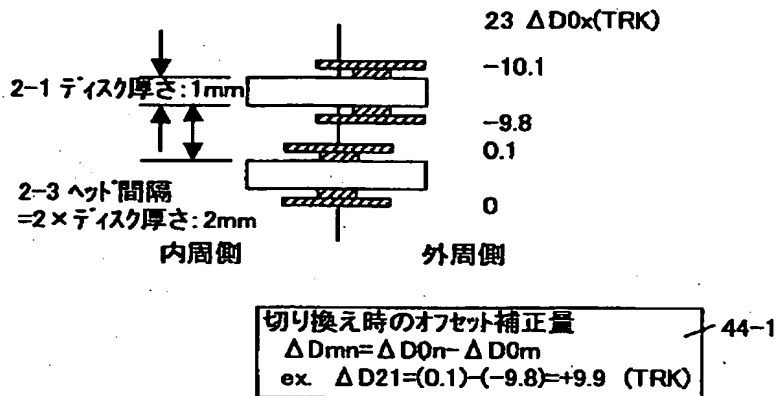 23 ΔD0x(TRK)
-10.1
2-1 ディスク厚さ:1mm
-9.8
0.1
2-3 ヘッド間隔
=2×ディスク厚さ:2mm
0
内周側
外周側
切り換え時のオフセット補正量
44-1
ΔDmn=ΔD0n-ΔD0m
ex. ΔD21=(0.1)-(-9.8)=+9.9 (TRK)